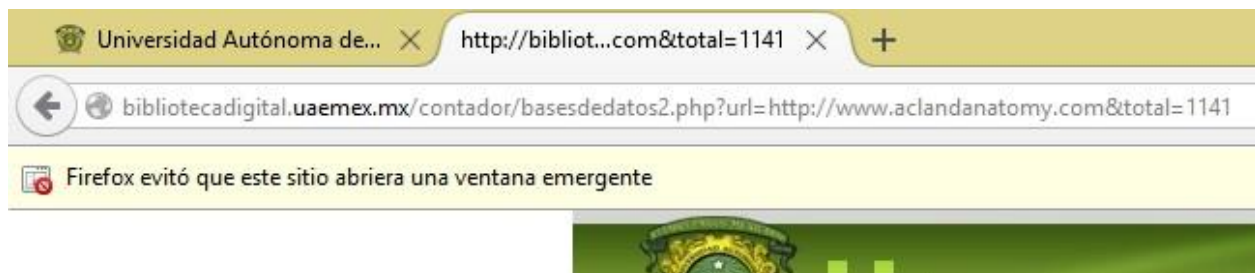 Universidad Autónoma de...
http://bibliot...com&total=1141
bibliotecadigital.uaemex.mx/contador/basesdedatos2.php?url=http://www.aclandanatomy.com&total=1141
Firefox evitó que este sitio abriera una ventana emergente